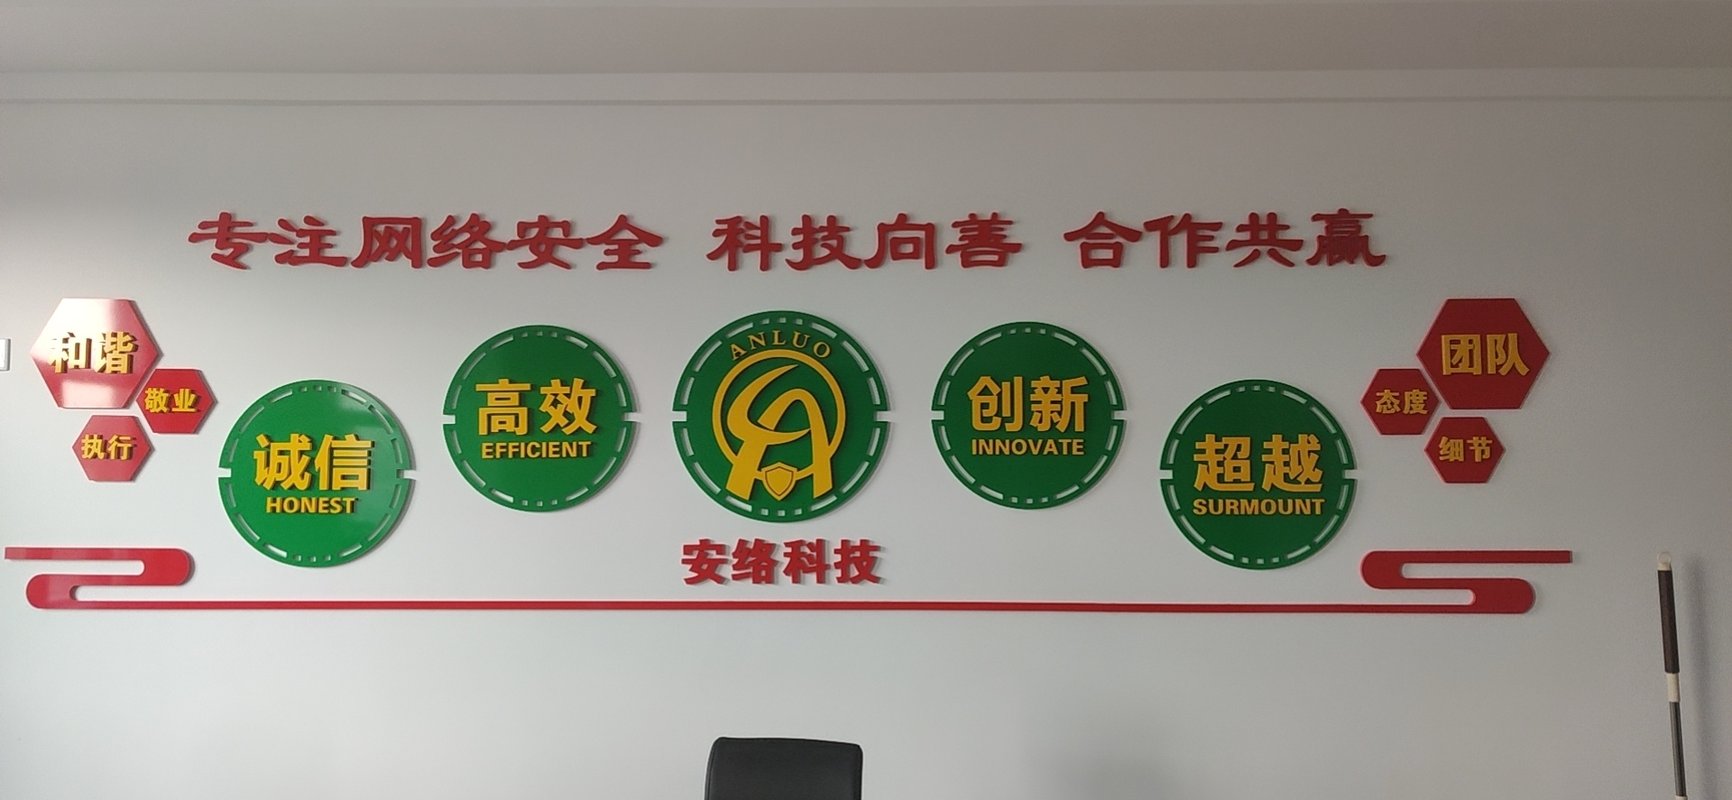 专注网络安全 科技向善 合作共赢
和谐
敬业
执行
诚信
HONEST
高效
EFFICIENT
ANLUO
创新
INNOVATE
超越
SURMOUNT
团队
态度
细节
安络科技